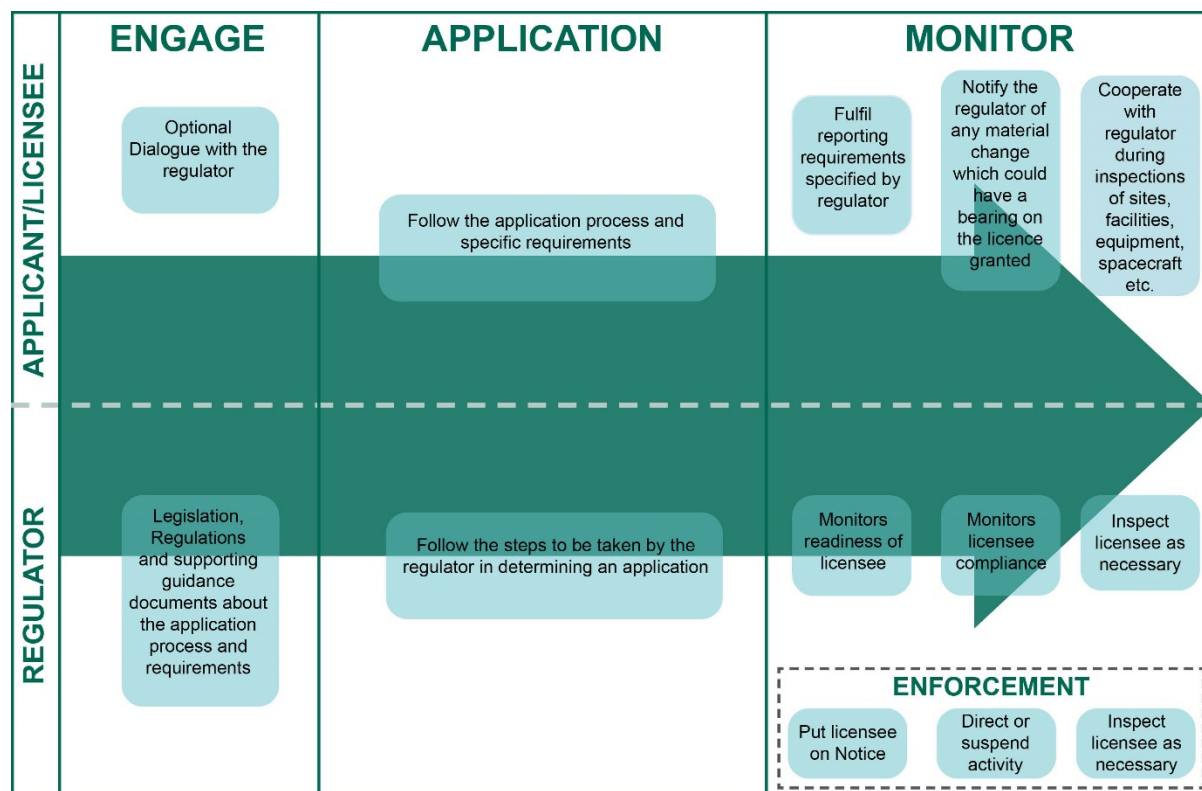 ENGAGE
APPLICATION
MONITOR
APPLICANT/LICENSEE
Optional
Dialogue with the
regulator
Follow the application process and
specific requirements
Fulfil
reporting
requirements
specified by
regulator
Notify the
regulator of
any material
change
which could
have a
bearing on
the licence
granted
Cooperate
with
regulator
during
inspections
of sites,
facilities,
equipment,
spacecraft
etc.
REGULATOR
Legislation,
Regulations
and supporting
guidance
documents about
the application
process and
requirements
Follow the steps to be taken by the
regulator in determining an application
Monitors
readiness of
licensee
Monitors
licensee
compliance
Inspect
licensee as
necessary
ENFORCEMENT
Put licensee
on Notice
Direct or
suspend
activity
Inspect
licensee as
necessary